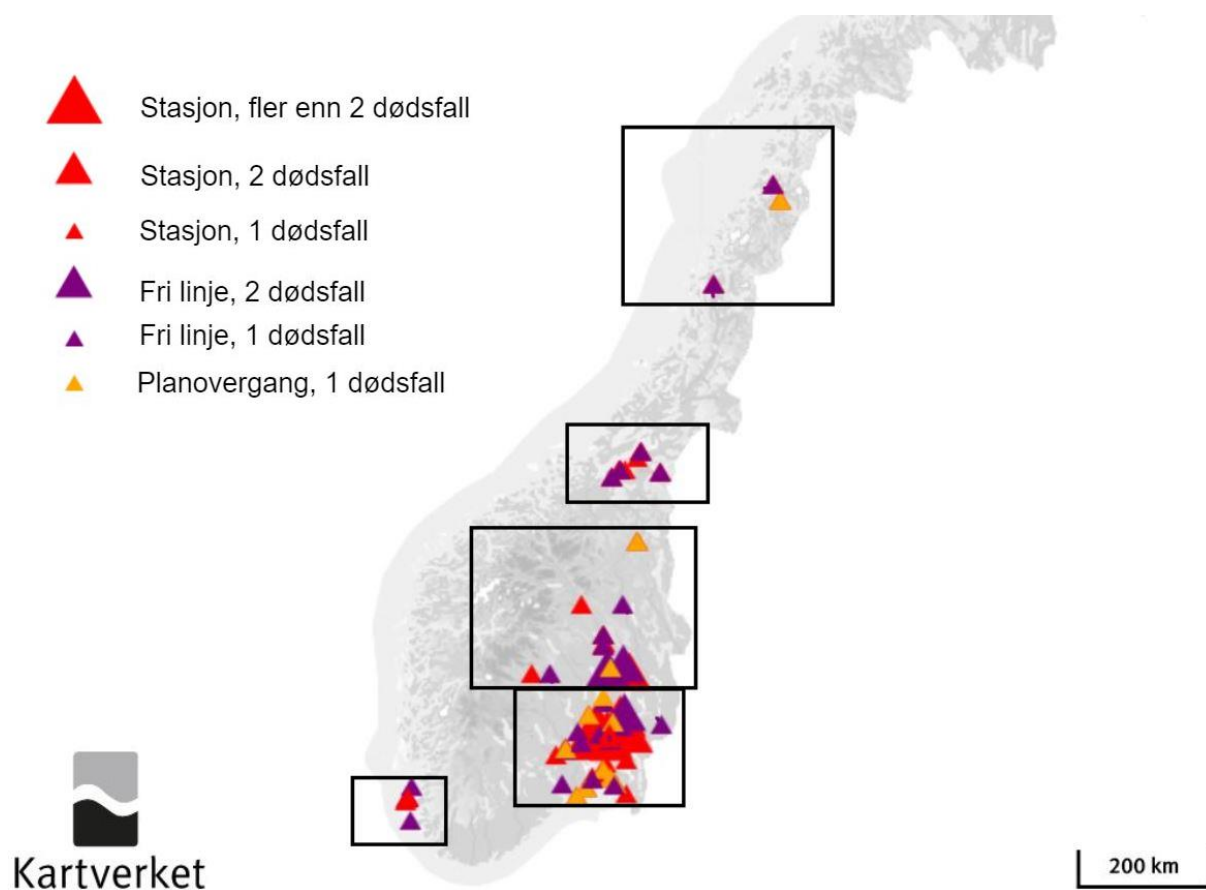 Stasjon, fler enn 2 dødsfall
Stasjon, 2 dødsfall
Stasjon, 1 dødsfall
Fri linje, 2 dødsfall
Fri linje, 1 dødsfall
Planovergang, 1 dødsfall
Kartverket
200 km